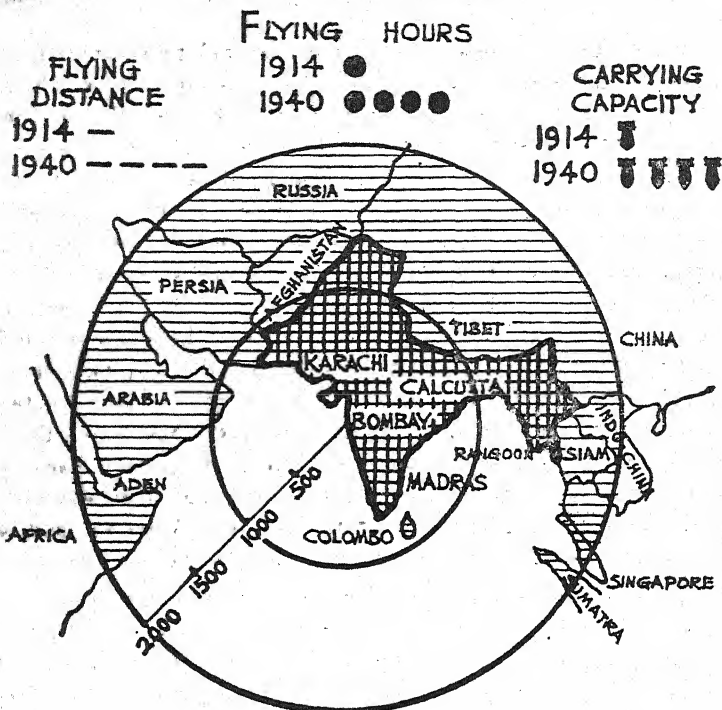 FLYING HOURS
1914
1940
FLYING
DISTANCE
1914
1940
CARRYING
CAPACITY
1914
1940
RUSSIA
AFGHANISTAN
PERSIA
TIBET
CHINA
KARACHI
CALCUTTA
ARABIA
BOMBAY
INDO CHINA
RANGOON
SIAM
MADRAS
ADEN
500
AFRICA
COLOMBO
1000
1500
SINGAPORE
SUMATRA
2000